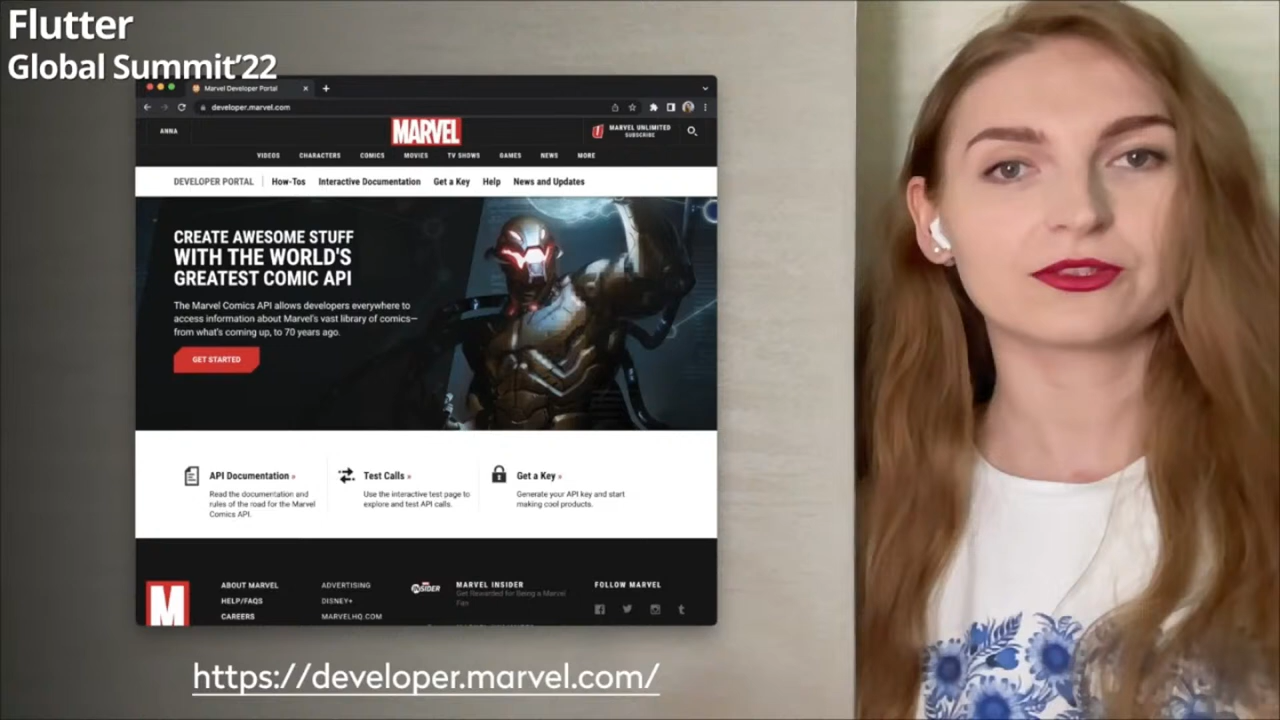 Flutter
Global Summit'22
Marvel Developer Portal
developer.marvel.com
ANNA
MARVEL
MARVEL UNLIMITED
SUBSCRIBE
VIDEOS CHARACTERS COMICS MOVIES TV SHOWS GAMES NEWS MORE
DEVELOPER PORTAL How-Tos Interactive Documentation Get a Key Help News and Updates
CREATE AWESOME STUFF
WITH THE WORLD'S
GREATEST COMIC API
The Marvel Comics API allows developers everywhere to
access information about Marvel's vast library of comics—
from what's coming up, to 70 years ago.
GET STARTED
API Documentation »
Read the documentation and
rules of the road for the Marvel
Comics API.
Test Calls »
Use the interactive test page to
explore and test API calls.
Get a Key »
Generate your API key and start
making cool products.
M
ABOUT MARVEL
HELP/FAQS
CAREERS
ADVERTISING
DISNEY+
MARVELHQ.COM
INSIDER
MARVEL INSIDER
Get Rewarded for Being a Marvel
Fan
FOLLOW MARVEL
https://developer.marvel.com/